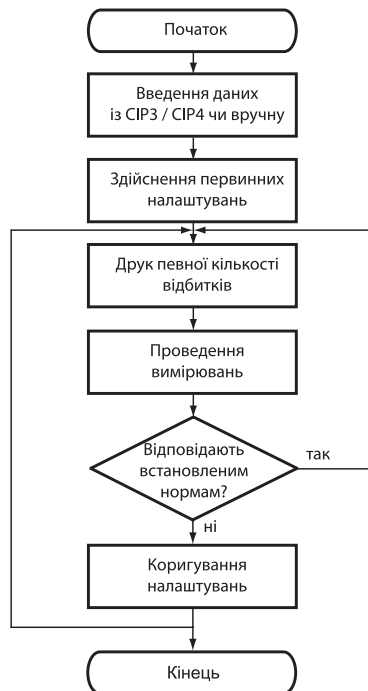 Початок
Введення даних
із CIP3 / CIP4 чи вручну
Здійснення первинних
налаштувань
Друк певної кількості
відбитків
Проведення
вимірювань
Відповідають
встановленим
нормам?
так
ні
Коригування
налаштувань
Кінець